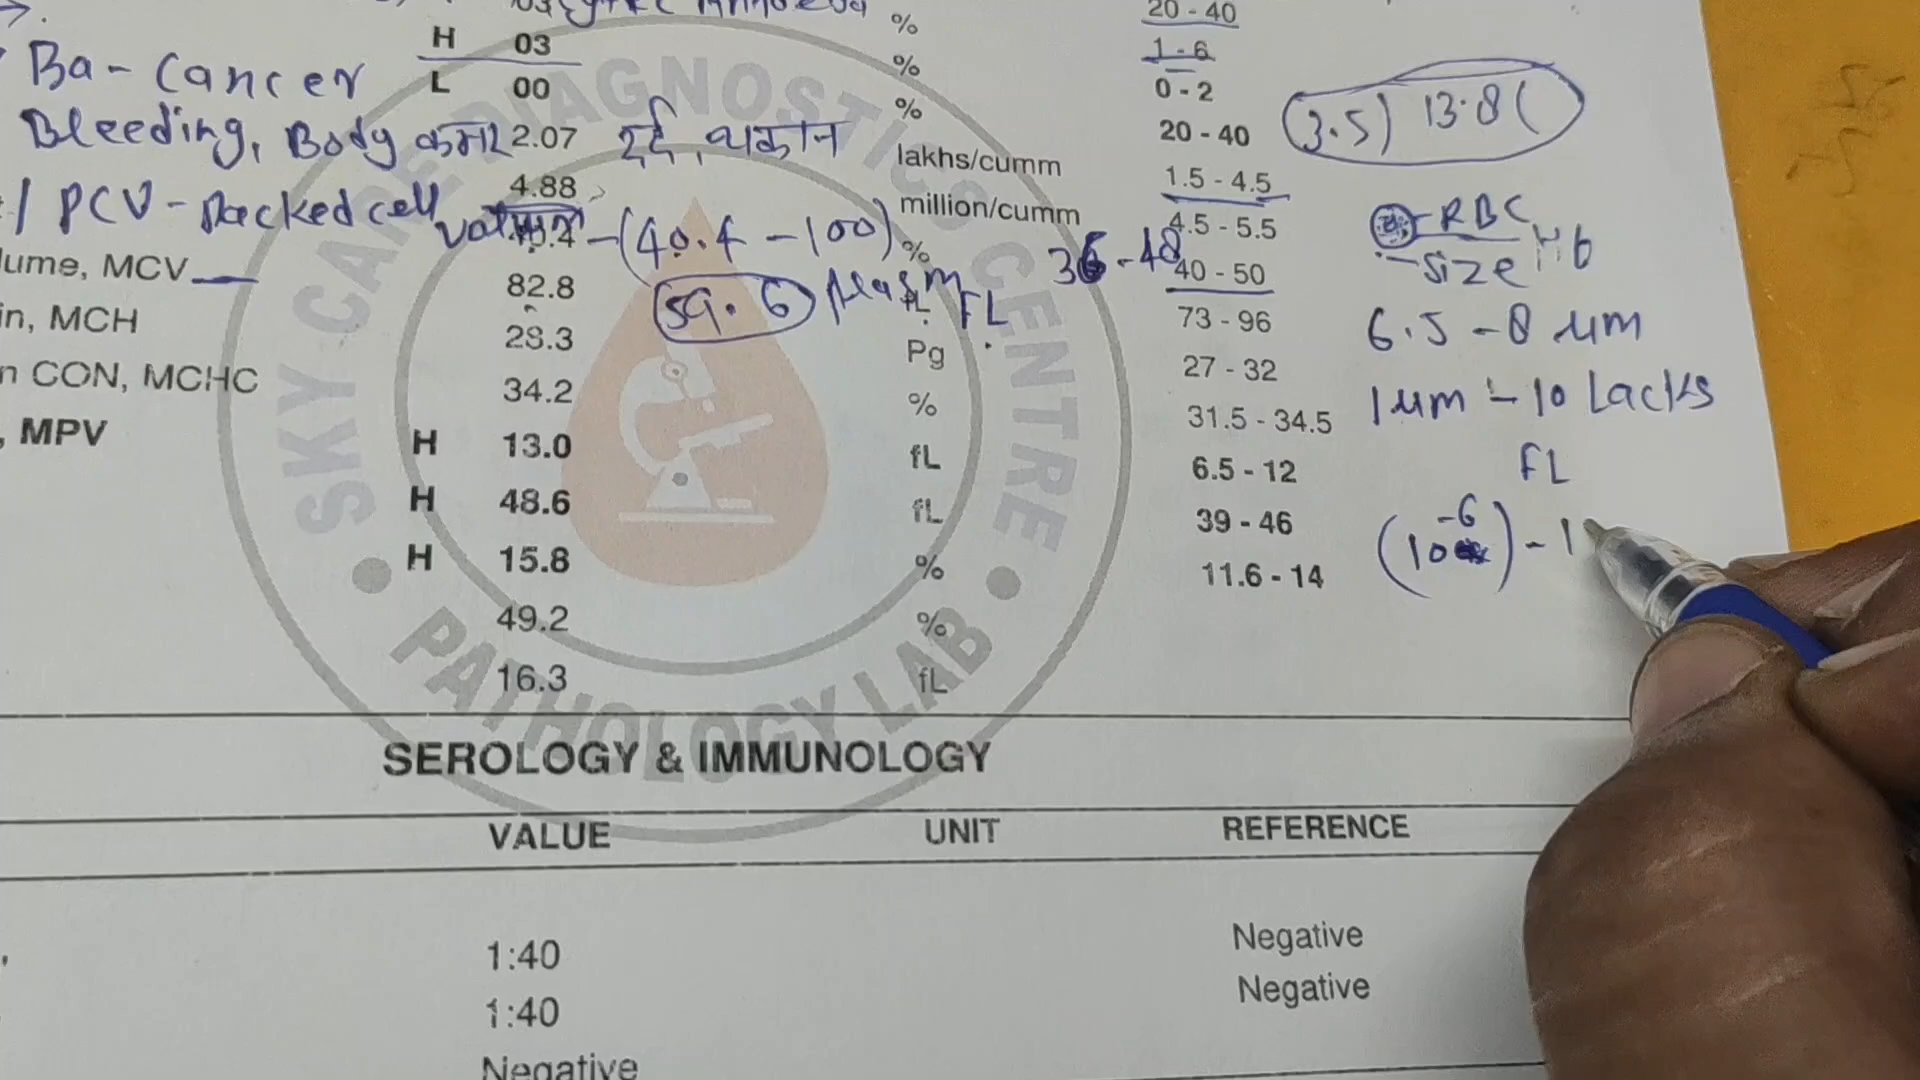 H 03 % 20 - 40
Ba - Cancer L 00 % 1 - 6
Bleeding, Body कमर 2.07 दर्द, थकान % 0 - 2
20 - 40 (3.5) 13.8(
lakhs/cumm 1.5 - 4.5
/ PCV - Packed cell 4.88 million/cumm 4.5 - 5.5 RBC
volume 40.4 - (40.4 - 100) % 36 - 48 40 - 50 size Hb
lume, MCV 82.8 59.6 plasm fL FL 73 - 96 6.5 - 8 µm
in, MCH 28.3 Pg 27 - 32
n CON, MCHC 34.2 % 31.5 - 34.5 1 µm - 10 Lacks
, MPV H 13.0 fL 6.5 - 12 FL
H 48.6 fL 39 - 46 (10 -6) - 1
H 15.8 % 11.6 - 14
49.2 %
16.3 fL
SKY CARE DIAGNOSTICS CENTRE
PATHOLOGY LAB
SEROLOGY & IMMUNOLOGY
VALUE UNIT REFERENCE
1:40 Negative
1:40 Negative
Negative